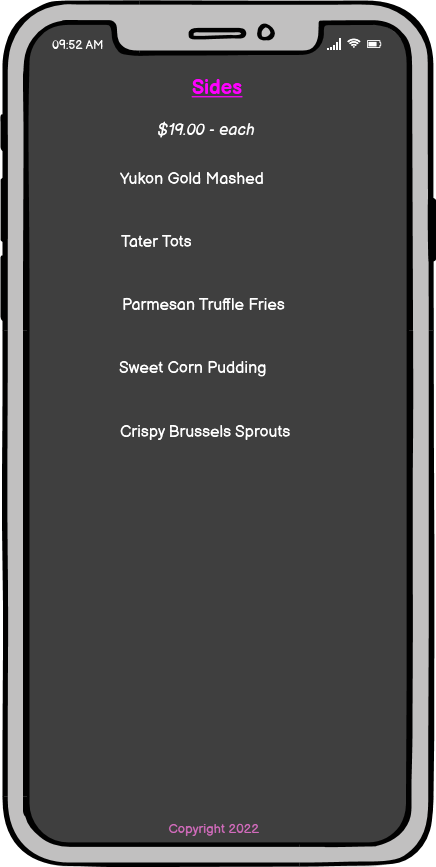 09:52 AM
Sides
$19.00 - each
Yukon Gold Mashed
Tater Tots
Parmesan Truffle Fries
Sweet Corn Pudding
Crispy Brussels Sprouts
Copyright 2022